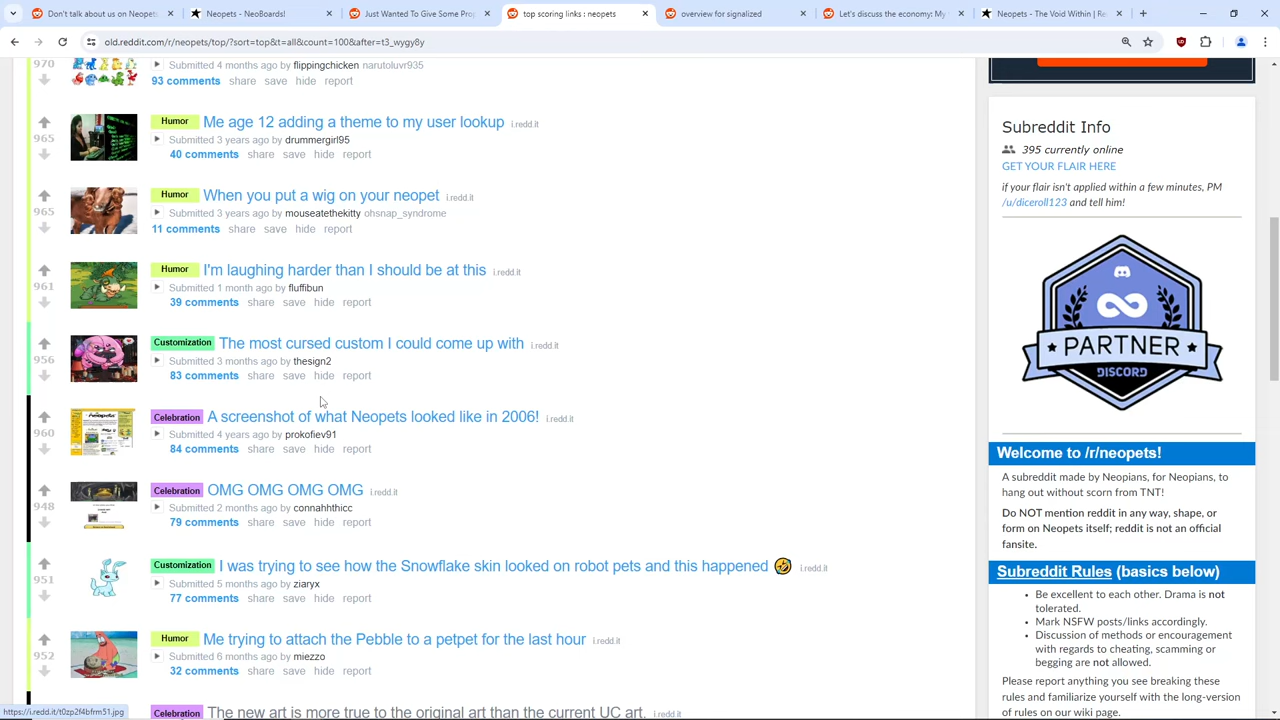 Don't talk about us on Neopets
Neopets - NeoBoards!
Just Wanted To Give Some Pro
top scoring links : neopets
overview for signalized
Let's discuss the economy: My
Neopets - The Void Within | Re
old.reddit.com/r/neopets/top/?sort=top&t=all&count=100&after=t3_wygy8y
970
Submitted 4 months ago by flippingchicken narutoluvr935
93 comments share save hide report
965
Humor Me age 12 adding a theme to my user lookup i.redd.it
Submitted 3 years ago by drummergirl95
40 comments share save hide report
965
Humor When you put a wig on your neopet i.redd.it
Submitted 3 years ago by mouseatethekitty ohsnap_syndrome
11 comments share save hide report
961
Humor I'm laughing harder than I should be at this i.redd.it
Submitted 1 month ago by fluffibun
39 comments share save hide report
956
Customization The most cursed custom I could come up with i.redd.it
Submitted 3 months ago by thesign2
83 comments share save hide report
960
Celebration A screenshot of what Neopets looked like in 2006! i.redd.it
Submitted 4 years ago by prokofiev91
84 comments share save hide report
948
Celebration OMG OMG OMG OMG i.redd.it
Submitted 2 months ago by connahhthicc
79 comments share save hide report
951
Customization I was trying to see how the Snowflake skin looked on robot pets and this happened 🤣 i.redd.it
Submitted 5 months ago by ziaryx
77 comments share save hide report
952
Humor Me trying to attach the Pebble to a petpet for the last hour i.redd.it
Submitted 6 months ago by miezzo
32 comments share save hide report
Celebration The new art is more true to the original art than the current UC art. i.redd.it
https://i.redd.it/t0zp2f4bfrm51.jpg
Subreddit Info
395 currently online
GET YOUR FLAIR HERE
if your flair isn't applied within a few minutes, PM
/u/diceroll123 and tell him!
PARTNER
DISCORD
Welcome to /r/neopets!
A subreddit made by Neopians, for Neopians, to
hang out without scorn from TNT!
Do NOT mention reddit in any way, shape, or
form on Neopets itself; reddit is not an official
fansite.
Subreddit Rules (basics below)
• Be excellent to each other. Drama is not
tolerated.
• Mark NSFW posts/links accordingly.
• Discussion of methods or encouragement
with regards to cheating, scamming or
begging are not allowed.
Please report anything you see breaking these
rules and familiarize yourself with the long-version
of rules on our wiki page.